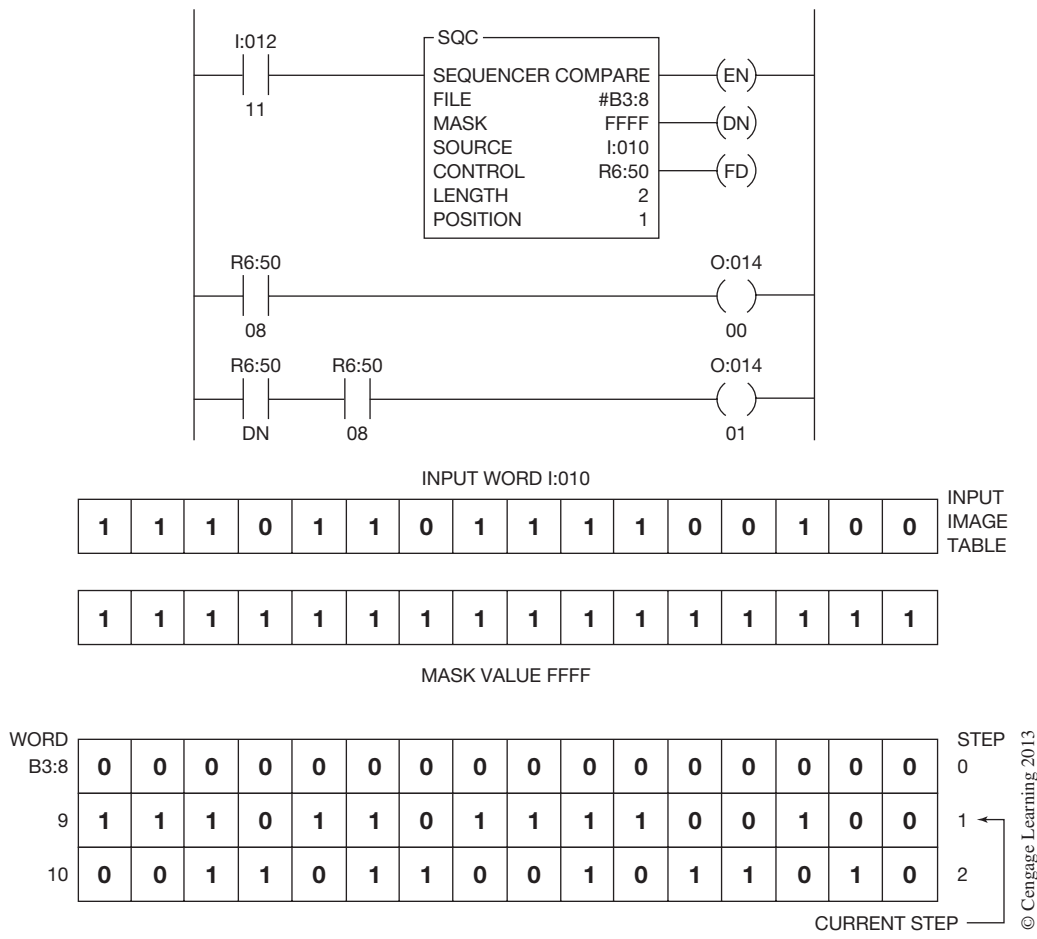 I:012
11
SQC
SEQUENCER COMPARE
FILE #B3:8
MASK FFFF
SOURCE I:010
CONTROL R6:50
LENGTH 2
POSITION 1
EN
DN
FD
R6:50 O:014
08 00
R6:50 R6:50 O:014
DN 08 01
INPUT WORD I:010
1 1 1 0 1 1 0 1 1 1 1 0 0 1 0 0
INPUT
IMAGE
TABLE
1 1 1 1 1 1 1 1 1 1 1 1 1 1 1 1
MASK VALUE FFFF
WORD STEP
B3:8 0 0 0 0 0 0 0 0 0 0 0 0 0 0 0 0 0
9 1 1 1 0 1 1 0 1 1 1 1 0 0 1 0 0 1
10 0 0 1 1 0 1 1 0 0 1 0 1 1 0 1 0 2
CURRENT STEP
© Cengage Learning 2013